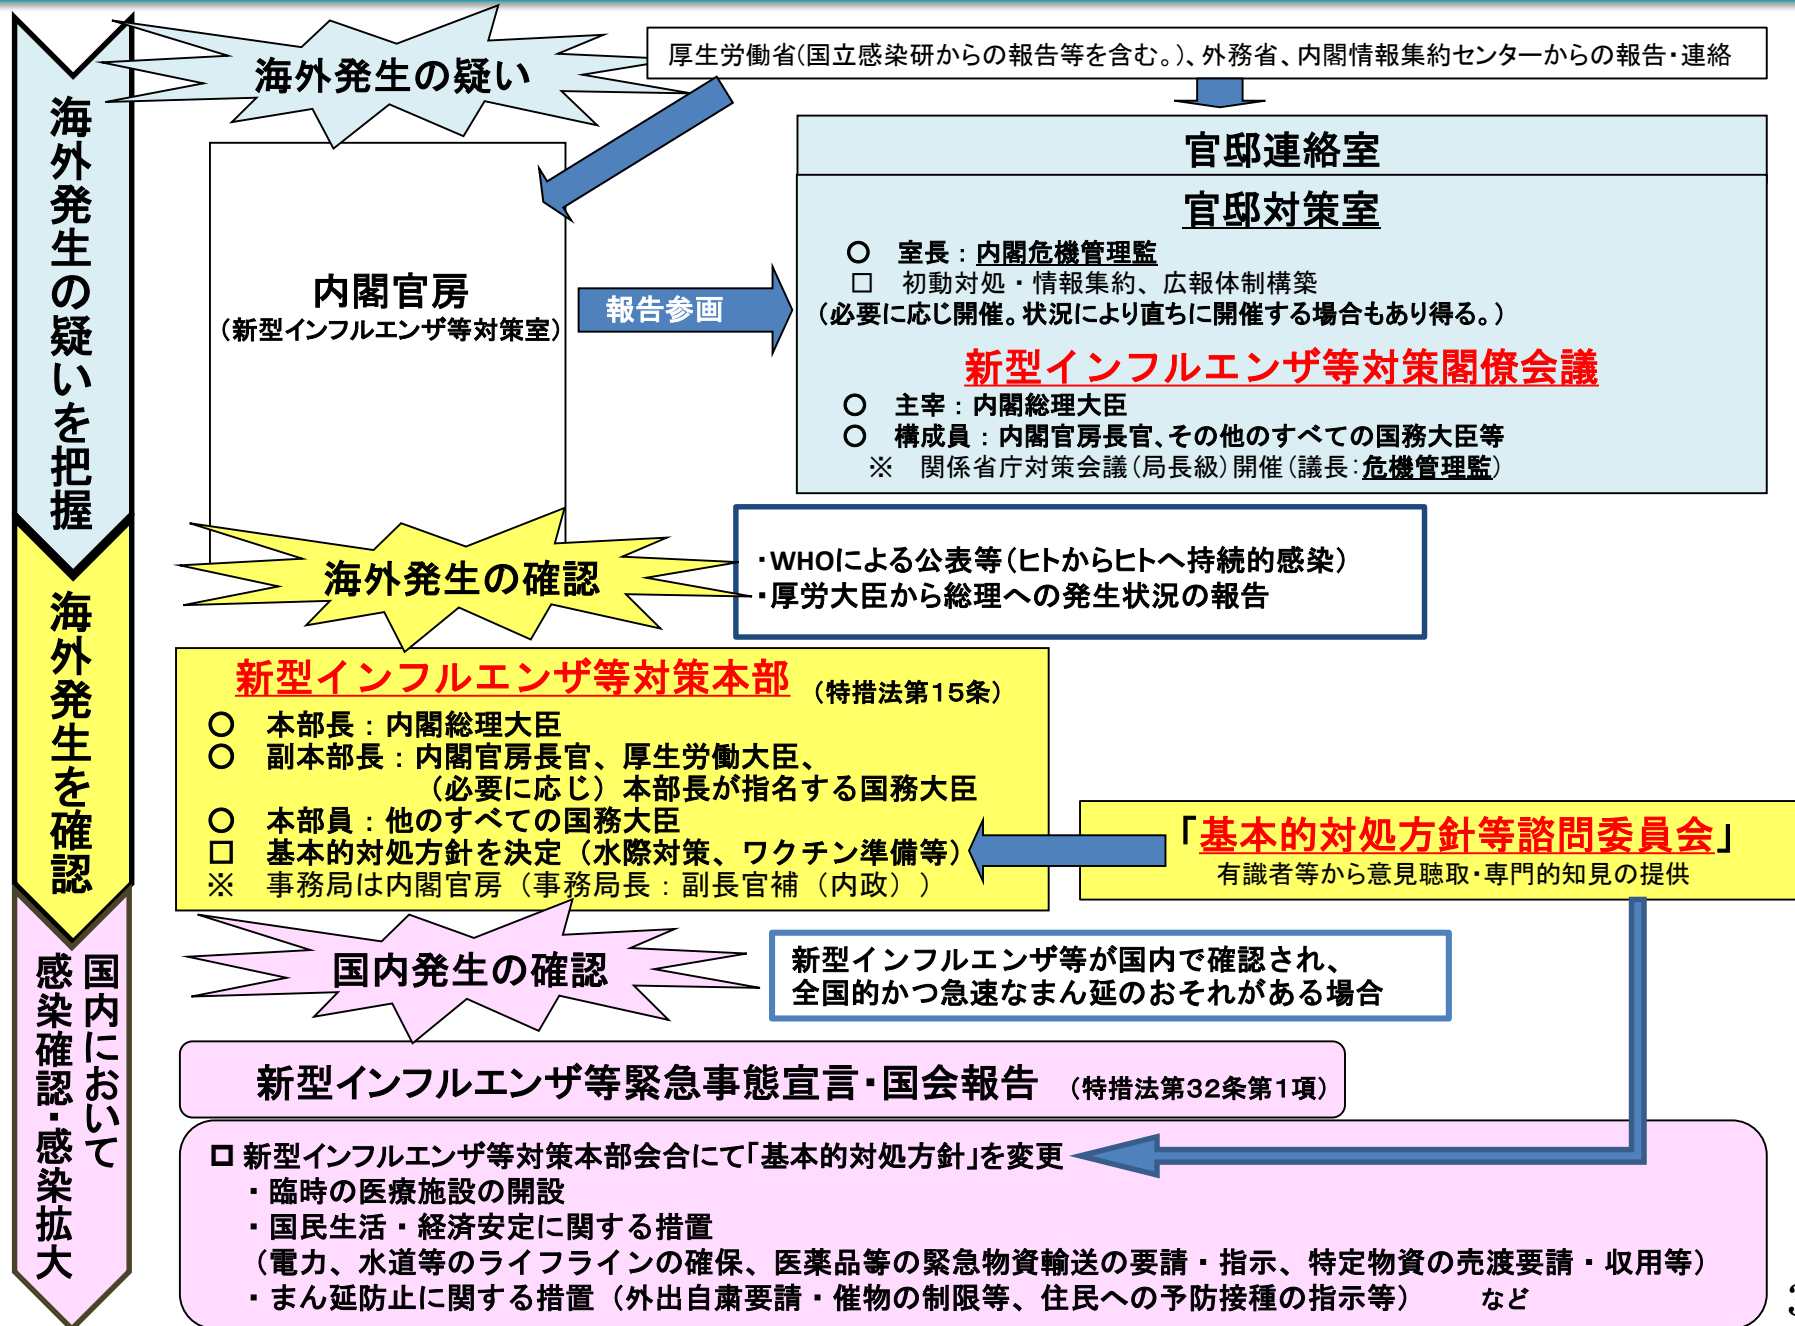 海外発生の疑いを把握
海外発生を確認
国内において
感染確認・感染拡大
海外発生の疑い
厚生労働省(国立感染研からの報告等を含む。)、外務省、内閣情報集約センターからの報告・連絡
内閣官房
（新型インフルエンザ等対策室）
報告参画
官邸連絡室
官邸対策室
○ 室長：内閣危機管理監
□ 初動対処・情報集約、広報体制構築
（必要に応じ開催。状況により直ちに開催する場合もあり得る。）
新型インフルエンザ等対策閣僚会議
○ 主宰：内閣総理大臣
○ 構成員：内閣官房長官、その他のすべての国務大臣等
※ 関係省庁対策会議（局長級）開催（議長：危機管理監）
海外発生の確認
・WHOによる公表等（ヒトからヒトへ持続的感染）
・厚労大臣から総理への発生状況の報告
新型インフルエンザ等対策本部 （特措法第15条）
○ 本部長：内閣総理大臣
○ 副本部長：内閣官房長官、厚生労働大臣、
（必要に応じ）本部長が指名する国務大臣
○ 本部員：他のすべての国務大臣
□ 基本的対処方針を決定（水際対策、ワクチン準備等）
※ 事務局は内閣官房（事務局長：副長官補（内政））
「基本的対処方針等諮問委員会」
有識者等から意見聴取・専門的知見の提供
国内発生の確認
新型インフルエンザ等が国内で確認され、
全国的かつ急速なまん延のおそれがある場合
新型インフルエンザ等緊急事態宣言・国会報告 （特措法第32条第1項）
□ 新型インフルエンザ等対策本部会合にて「基本的対処方針」を変更
・臨時の医療施設の開設
・国民生活・経済安定に関する措置
（電力、水道等のライフラインの確保、医薬品等の緊急物資輸送の要請・指示、特定物資の売渡要請・収用等）
・まん延防止に関する措置（外出自粛要請・催物の制限等、住民への予防接種の指示等） など